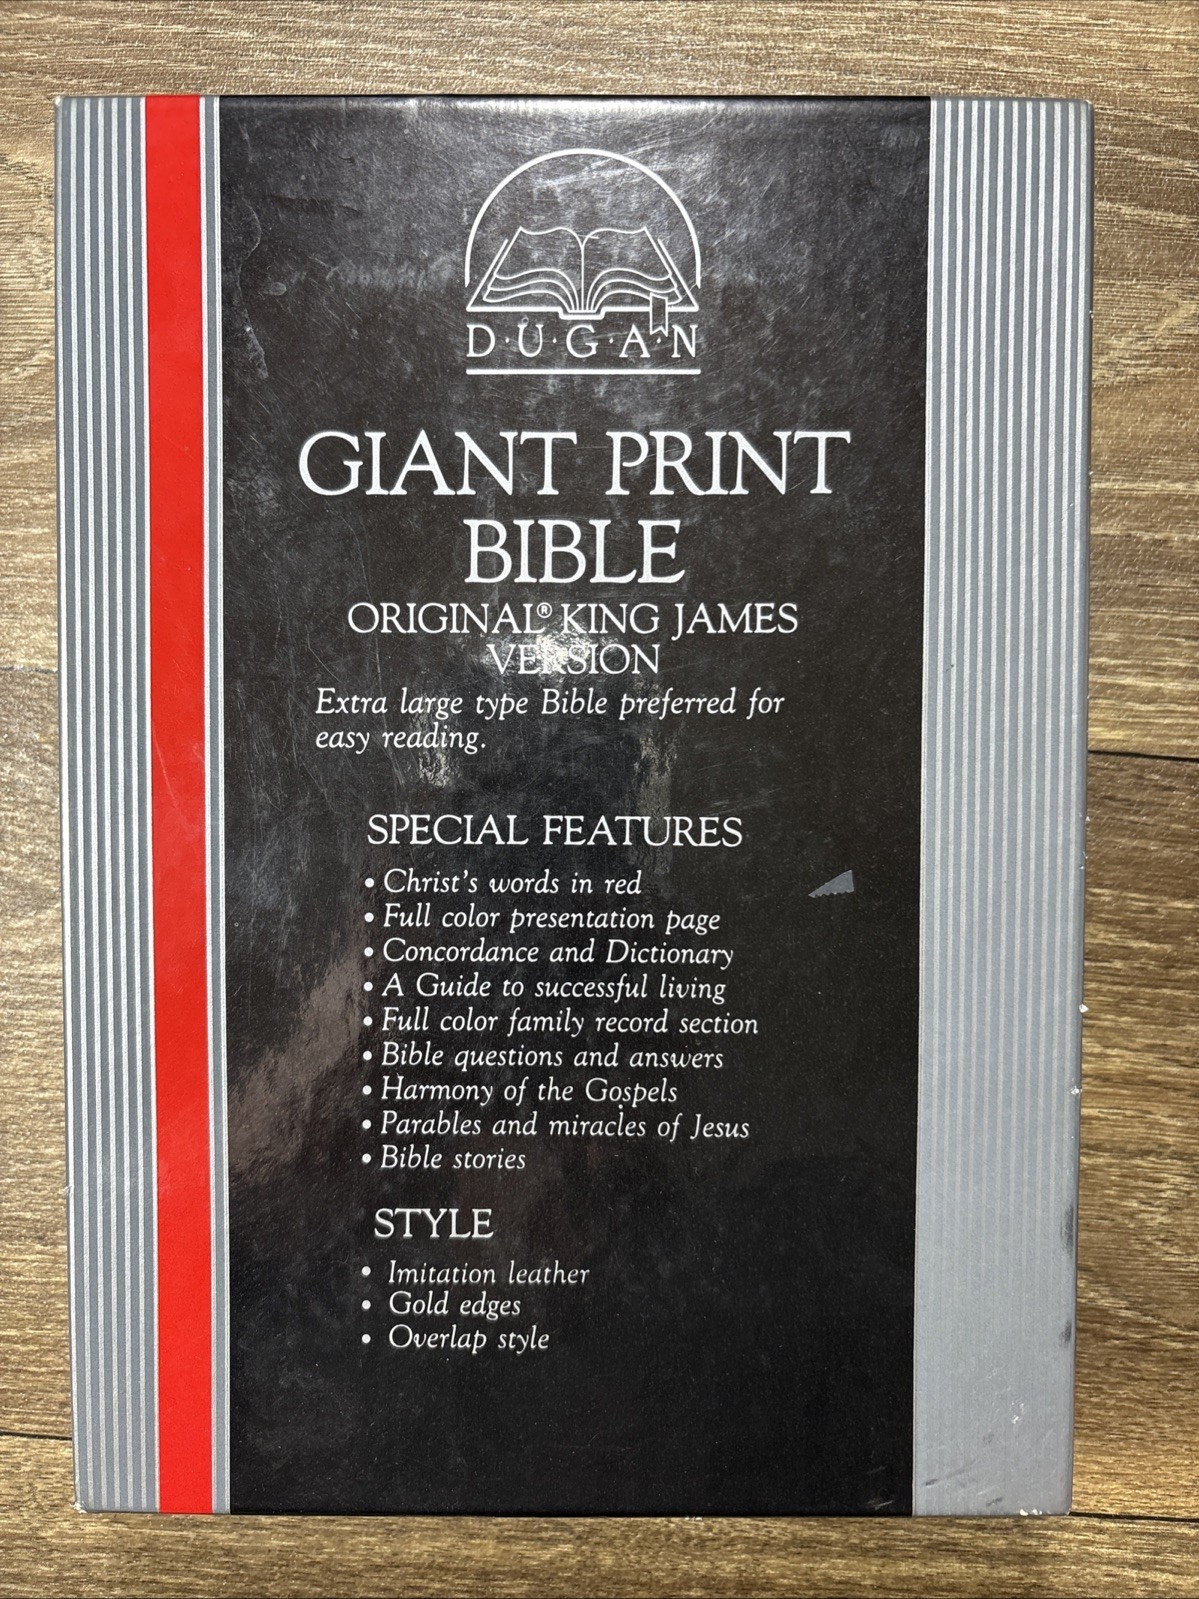 D·U·G·A·N
GIANT PRINT
BIBLE
ORIGINAL® KING JAMES
VERSION
Extra large type Bible preferred for
easy reading.
SPECIAL FEATURES
• Christ's words in red
• Full color presentation page
• Concordance and Dictionary
• A Guide to successful living
• Full color family record section
• Bible questions and answers
• Harmony of the Gospels
• Parables and miracles of Jesus
• Bible stories
STYLE
• Imitation leather
• Gold edges
• Overlap style